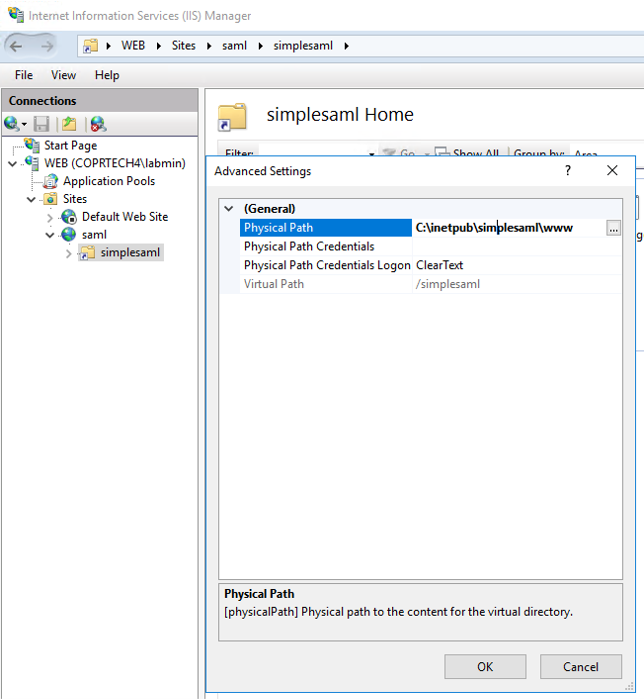 Internet Information Services (IIS) Manager
WEB Sites saml simplesaml
File View Help
Connections
Start Page
WEB (COPRTECH4\labmin)
Application Pools
Sites
Default Web Site
saml
simplesaml
simplesaml Home
Filter: Go Show All Group by: Area
Advanced Settings
? 
(General)
Physical Path C:\inetpub\simplesaml\www ...
Physical Path Credentials
Physical Path Credentials Logon ClearText
Virtual Path /simplesaml
Physical Path
[physicalPath] Physical path to the content for the virtual directory.
OK Cancel